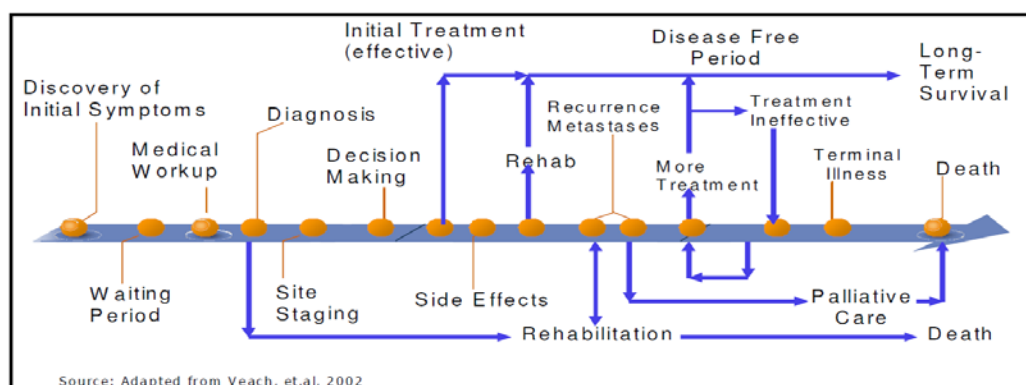 Initial Treatment
(effective)
Disease Free
Period
Long-
Term
Survival
Discovery of
Initial Symptoms
Medical
Workup
Diagnosis
Decision
Making
Rehab
Recurrence
Metastases
More
Treatment
Treatment
Ineffective
Terminal
Illness
Death
Waiting
Period
Site
Staging
Side Effects
Rehabilitation
Palliative
Care
Death
Source: Adapted from Veach, et.al. 2002